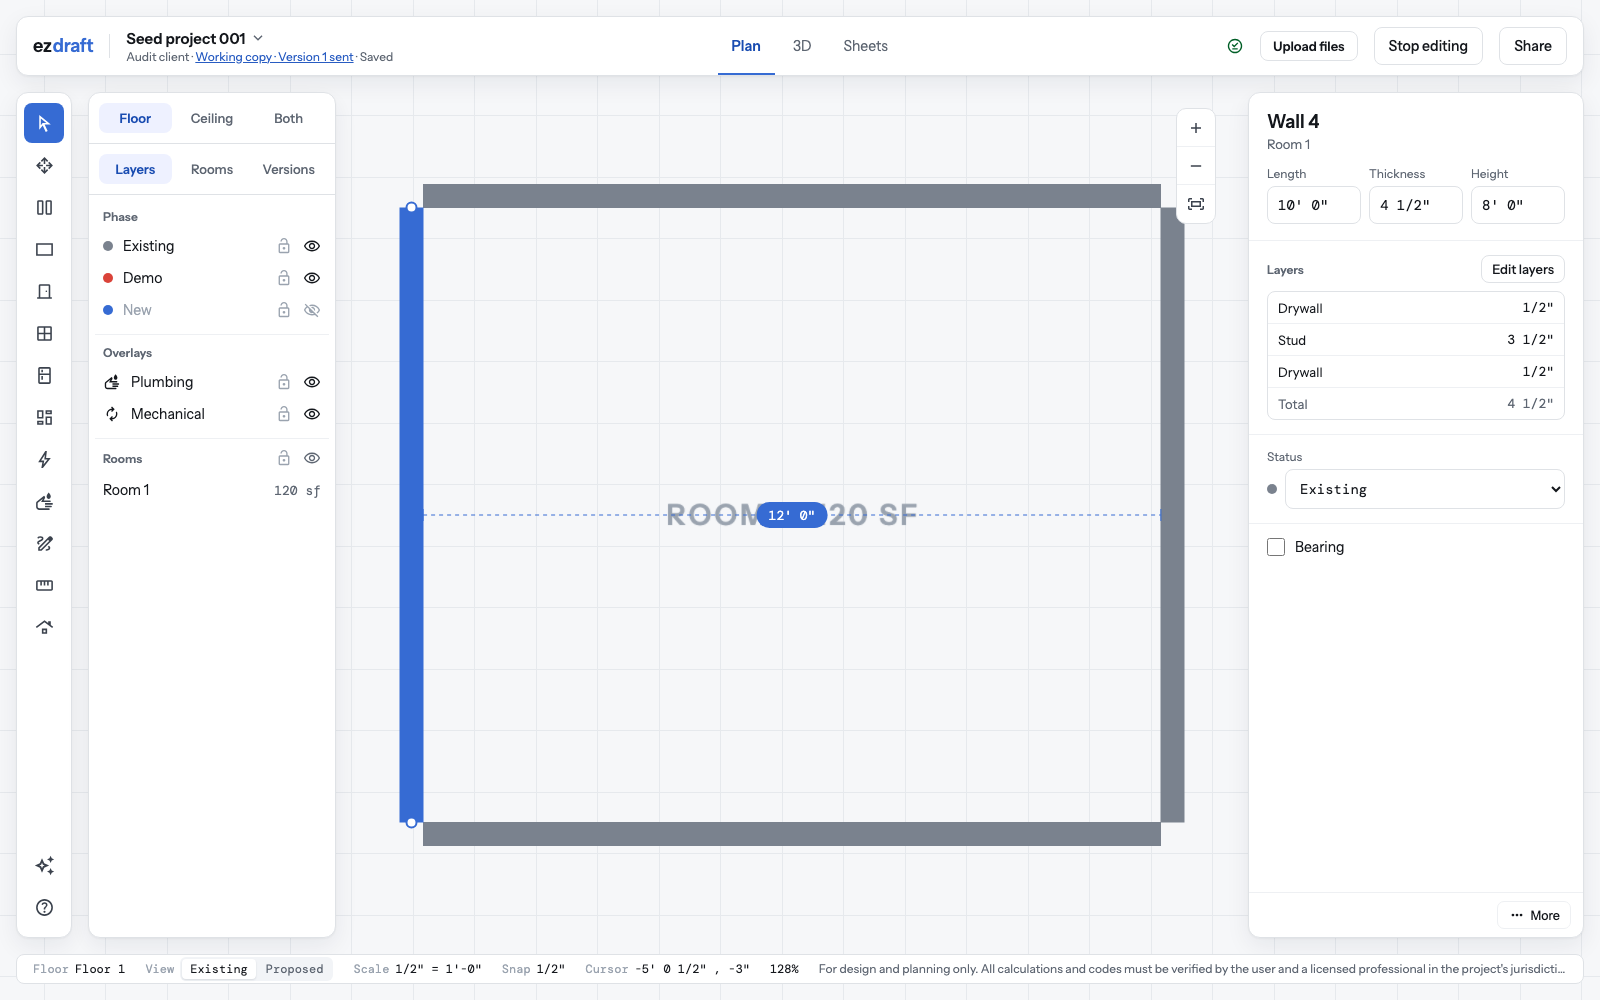 ezdraft
Seed project 001
Audit client · Working copy · Version 1 sent · Saved
Plan
3D
Sheets
Upload files
Stop editing
Share
Floor
Ceiling
Both
Layers
Rooms
Versions
Phase
Existing
Demo
New
Overlays
Plumbing
Mechanical
Rooms
Room 1
120 sf
12' 0"
SF
Wall 4
Room 1
Length
Thickness
Height
10' 0"
4 1/2"
8' 0"
Layers
Edit layers
Drywall
1/2"
Stud
3 1/2"
Drywall
1/2"
Total
4 1/2"
Status
Existing
Bearing
More
Floor Floor 1
View Existing Proposed
Scale 1/2" = 1'-0"
Snap 1/2"
Cursor -5' 0 1/2" , -3"
128%
For design and planning only. All calculations and codes must be verified by the user and a licensed professional in the project's jurisdicti...